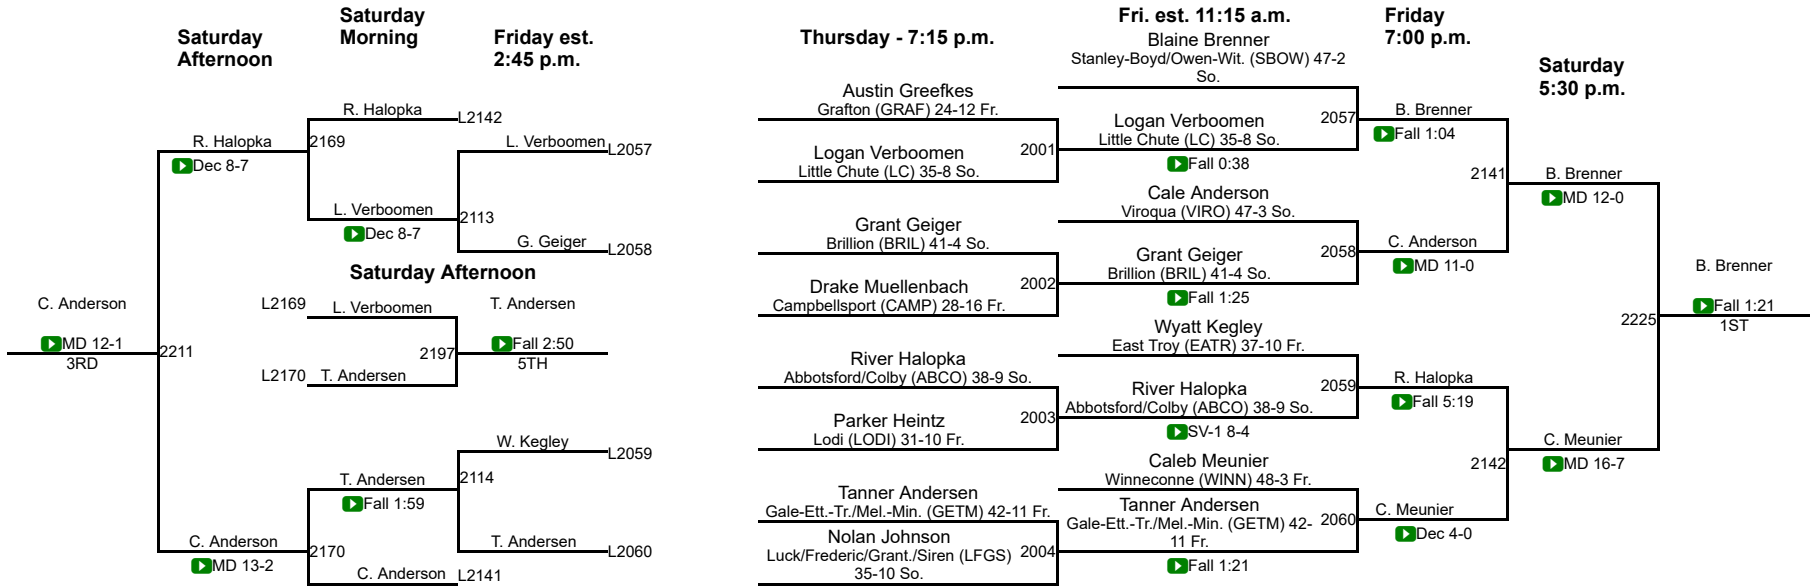 Saturday
Afternoon
Saturday
Morning
Friday est.
2:45 p.m.
R. Halopka
L2142
R. Halopka
2169
Dec 8-7
L. Verboomen
L2057
L. Verboomen
2113
Dec 8-7
G. Geiger
L2058
Saturday Afternoon
C. Anderson
L2169
L. Verboomen
T. Andersen
MD 12-1
3RD
2211
2197
Fall 2:50
5TH
L2170
T. Andersen
W. Kegley
L2059
T. Andersen
2114
Fall 1:59
C. Anderson
2170
MD 13-2
T. Andersen
L2060
C. Anderson
L2141
Thursday - 7:15 p.m.
Austin Greefkes
Grafton (GRAF) 24-12 Fr.
2001
Logan Verboomen
Little Chute (LC) 35-8 So.
Grant Geiger
Brillion (BRIL) 41-4 So.
2002
Drake Muellenbach
Campbellsport (CAMP) 28-16 Fr.
River Halopka
Abbotsford/Colby (ABCO) 38-9 So.
2003
Parker Heintz
Lodi (LODI) 31-10 Fr.
Tanner Andersen
Gale-Ett.-Tr./Mel.-Min. (GETM) 42-11 Fr.
Nolan Johnson
Luck/Frederic/Grant./Siren (LFGS)
35-10 So.
2004
Fri. est. 11:15 a.m.
Blaine Brenner
Stanley-Boyd/Owen-Wit. (SBOW) 47-2
So.
2057
Logan Verboomen
Little Chute (LC) 35-8 So.
Fall 0:38
Cale Anderson
Viroqua (VIRO) 47-3 So.
2058
Grant Geiger
Brillion (BRIL) 41-4 So.
Fall 1:25
Wyatt Kegley
East Troy (EATR) 37-10 Fr.
2059
River Halopka
Abbotsford/Colby (ABCO) 38-9 So.
SV-1 8-4
Caleb Meunier
Winneconne (WINN) 48-3 Fr.
2060
Tanner Andersen
Gale-Ett.-Tr./Mel.-Min. (GETM) 42-
11 Fr.
Fall 1:21
Friday
7:00 p.m.
B. Brenner
Fall 1:04
2141
C. Anderson
MD 11-0
R. Halopka
Fall 5:19
2142
C. Meunier
Dec 4-0
Saturday
5:30 p.m.
B. Brenner
MD 12-0
2225
C. Meunier
MD 16-7
B. Brenner
Fall 1:21
1ST